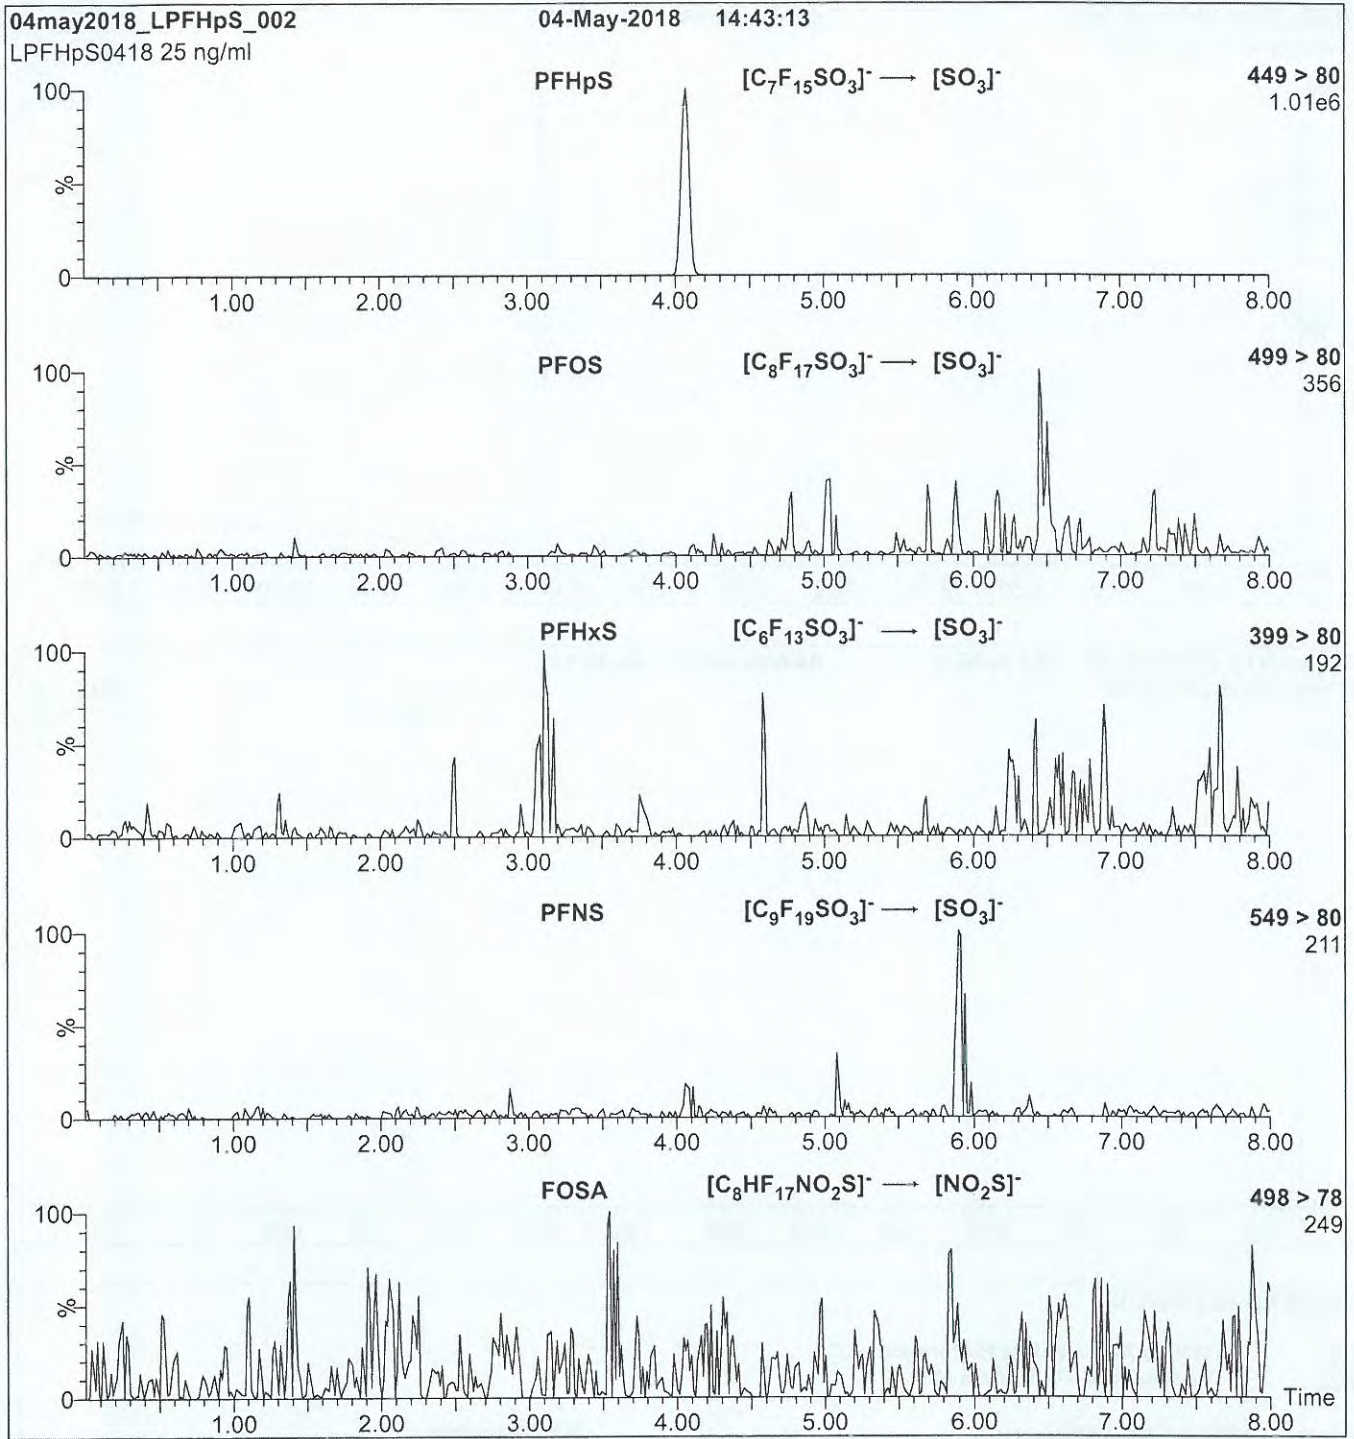 04may2018_LPFHpS_002 04-May-2018 14:43:13
LPFHpS0418 25 ng/ml
PFHpS [C₇F₁₅SO₃]⁻ → [SO₃]⁻ 449 > 80
1.01e6
100
%
0
1.00 2.00 3.00 4.00 5.00 6.00 7.00 8.00
PFOS [C₈F₁₇SO₃]⁻ → [SO₃]⁻ 499 > 80
356
100
%
0
1.00 2.00 3.00 4.00 5.00 6.00 7.00 8.00
PFHxS [C₆F₁₃SO₃]⁻ → [SO₃]⁻ 399 > 80
192
100
%
0
1.00 2.00 3.00 4.00 5.00 6.00 7.00 8.00
PFNS [C₉F₁₉SO₃]⁻ → [SO₃]⁻ 549 > 80
211
100
%
0
1.00 2.00 3.00 4.00 5.00 6.00 7.00 8.00
FOSA [C₈HF₁₇NO₂S]⁻ → [NO₂S]⁻ 498 > 78
249
100
%
0 Time
1.00 2.00 3.00 4.00 5.00 6.00 7.00 8.00